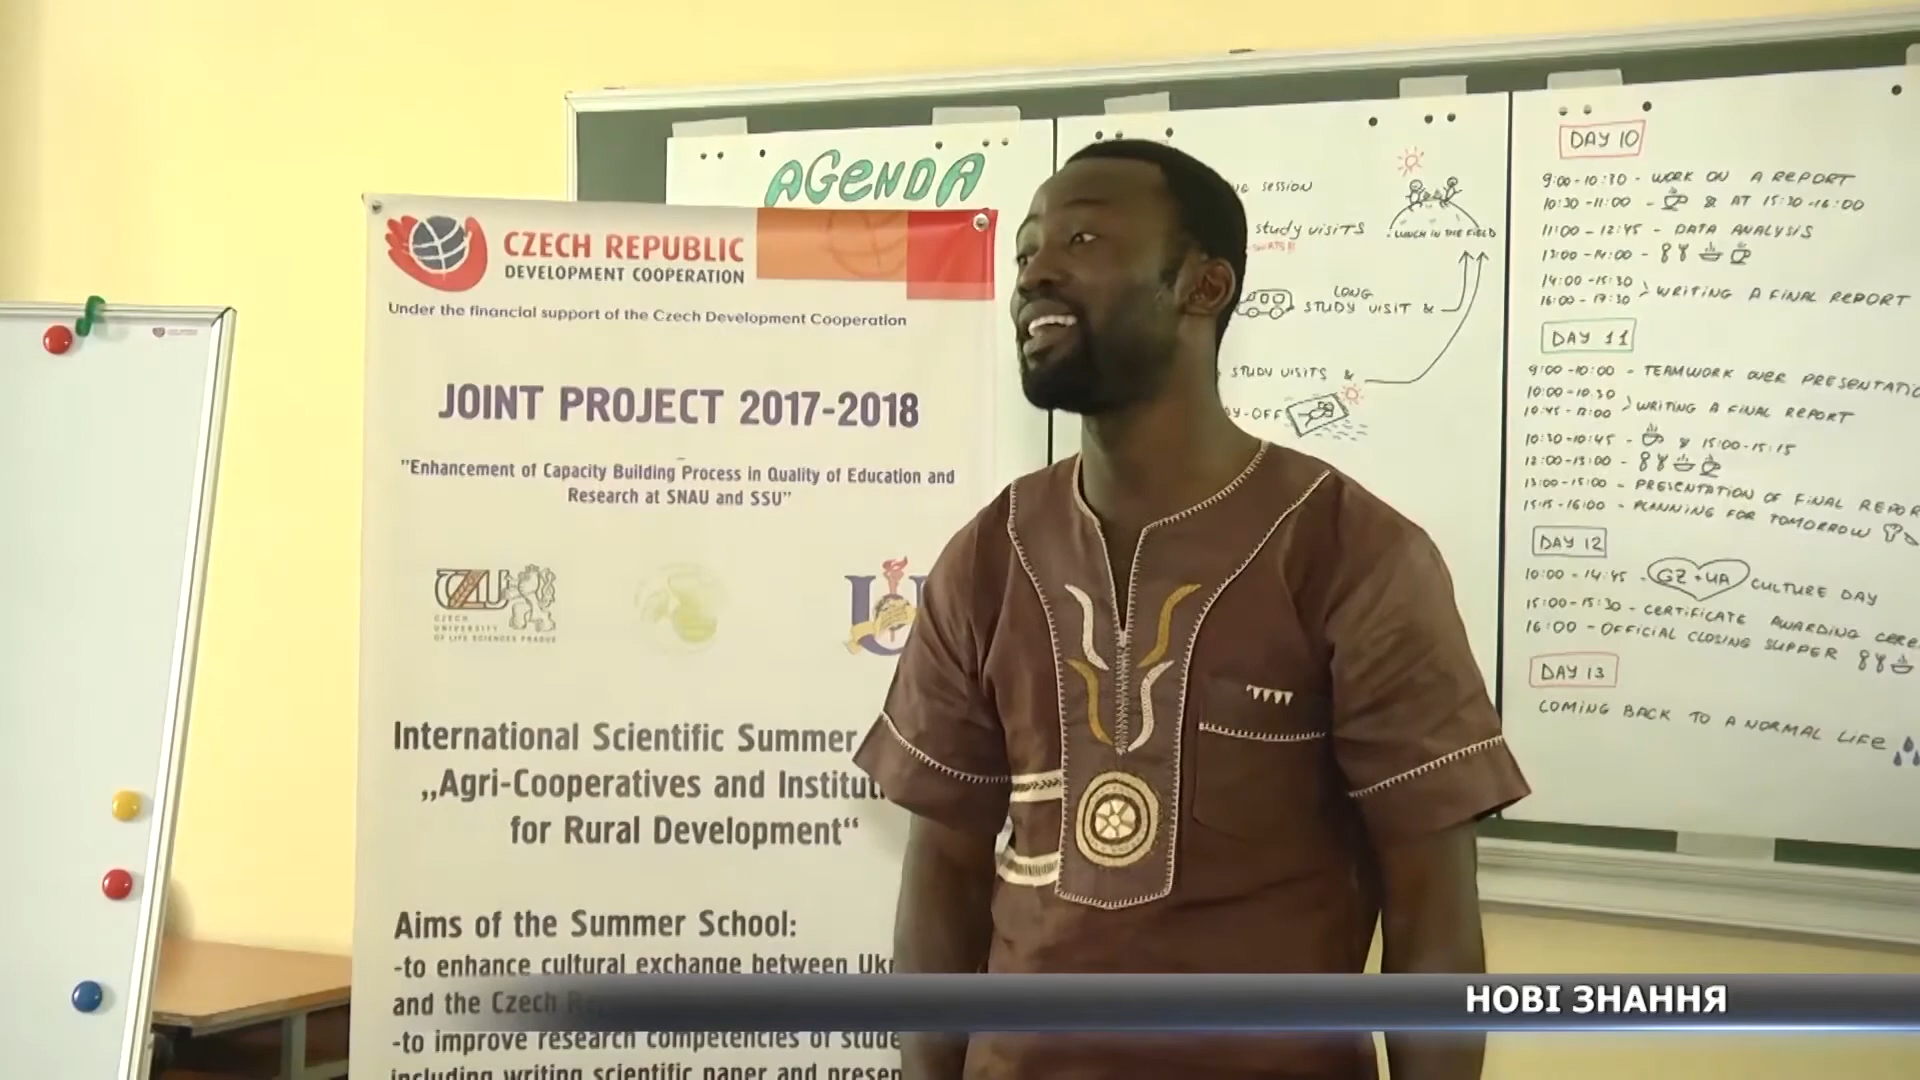 CZECH REPUBLIC
DEVELOPMENT COOPERATION
Under the financial support of the Czech Development Cooperation
JOINT PROJECT 2017-2018
"Enhancement of Capacity Building Process in Quality of Education and
Research at SNAU and SSU"
CZU
CZECH
UNIVERSITY
OF LIFE SCIENCES PRAGUE
International Scientific Summer
„Agri-Cooperatives and Institut
for Rural Development“
Aims of the Summer School:
-to enhance cultural exchange between Ukr
and the Czech Re
-to improve research competencies of stude
including writing scientific paper and presen
AGENDA
SESSION
study visits
LUNCH IN THE FIELD
LONG
STUDY VISIT &
STUDY VISITS &
Y-OFF
DAY 10
9:00-10:30 - WORK ON A REPORT
10:30-11:00 - & AT 15:30-16:00
11:00-12:45 - DATA ANALYSIS
13:00-14:00 -
14:00-15:30
16:00-17:30 WRITING A FINAL REPORT
DAY 11
9:00-10:00 - TEAMWORK OVER PRESENTATIO
10:00-10:30
10:45-12:00 WRITING A FINAL REPORT
10:30-10:45 - & 15:00-15:15
12:00-13:00 -
13:00-15:00 - PRESENTATION OF FINAL REPOR
15:15-16:00 - PLANNING FOR TOMORROW
DAY 12
10:00-14:45 - CZ+UA CULTURE DAY
15:00-15:30 - CERTIFICATE AWARDING CERE
16:00 - OFFICIAL CLOSING SUPPER
DAY 13
COMING BACK TO A NORMAL LIFE
НОВІ ЗНАННЯ